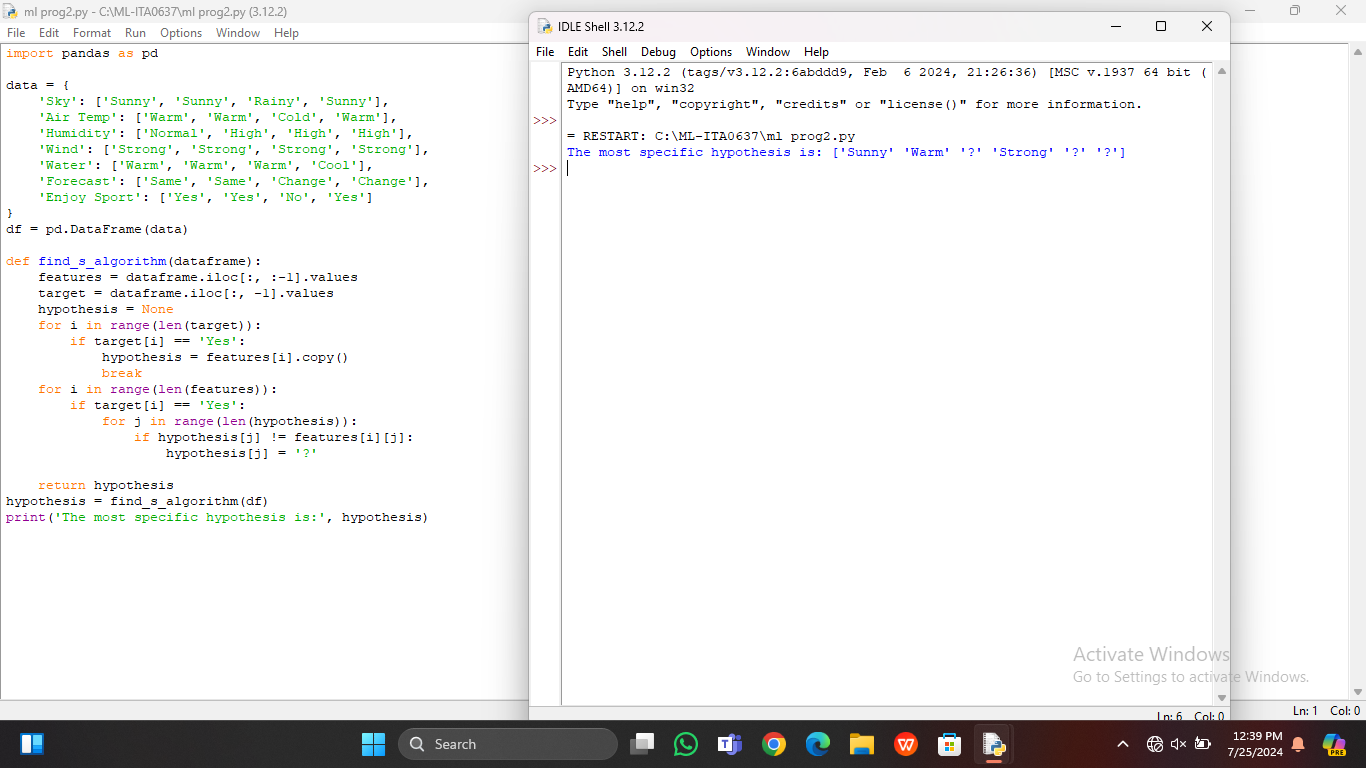 ml prog2.py - C:\ML-ITA0637\ml prog2.py (3.12.2)
File Edit Format Run Options Window Help
import pandas as pd
data = {
    'Sky': ['Sunny', 'Sunny', 'Rainy', 'Sunny'],
    'Air Temp': ['Warm', 'Warm', 'Cold', 'Warm'],
    'Humidity': ['Normal', 'High', 'High', 'High'],
    'Wind': ['Strong', 'Strong', 'Strong', 'Strong'],
    'Water': ['Warm', 'Warm', 'Warm', 'Cool'],
    'Forecast': ['Same', 'Same', 'Change', 'Change'],
    'Enjoy Sport': ['Yes', 'Yes', 'No', 'Yes']
}
df = pd.DataFrame(data)
def find_s_algorithm(dataframe):
    features = dataframe.iloc[:, :-1].values
    target = dataframe.iloc[:, -1].values
    hypothesis = None
    for i in range(len(target)):
        if target[i] == 'Yes':
            hypothesis = features[i].copy()
            break
    for i in range(len(features)):
        if target[i] == 'Yes':
            for j in range(len(hypothesis)):
                if hypothesis[j] != features[i][j]:
                    hypothesis[j] = '?'
    return hypothesis
hypothesis = find_s_algorithm(df)
print('The most specific hypothesis is:', hypothesis)
IDLE Shell 3.12.2
File Edit Shell Debug Options Window Help
Python 3.12.2 (tags/v3.12.2:6abddd9, Feb  6 2024, 21:26:36) [MSC v.1937 64 bit (
AMD64)] on win32
Type "help", "copyright", "credits" or "license()" for more information.
>>>
= RESTART: C:\ML-ITA0637\ml prog2.py
The most specific hypothesis is: ['Sunny' 'Warm' '?' 'Strong' '?' '?']
>>>
Activate Windows
Go to Settings to activate Windows.
Ln: 6 Col: 0
Ln: 1 Col: 0
Search
12:39 PM
7/25/2024
PRE